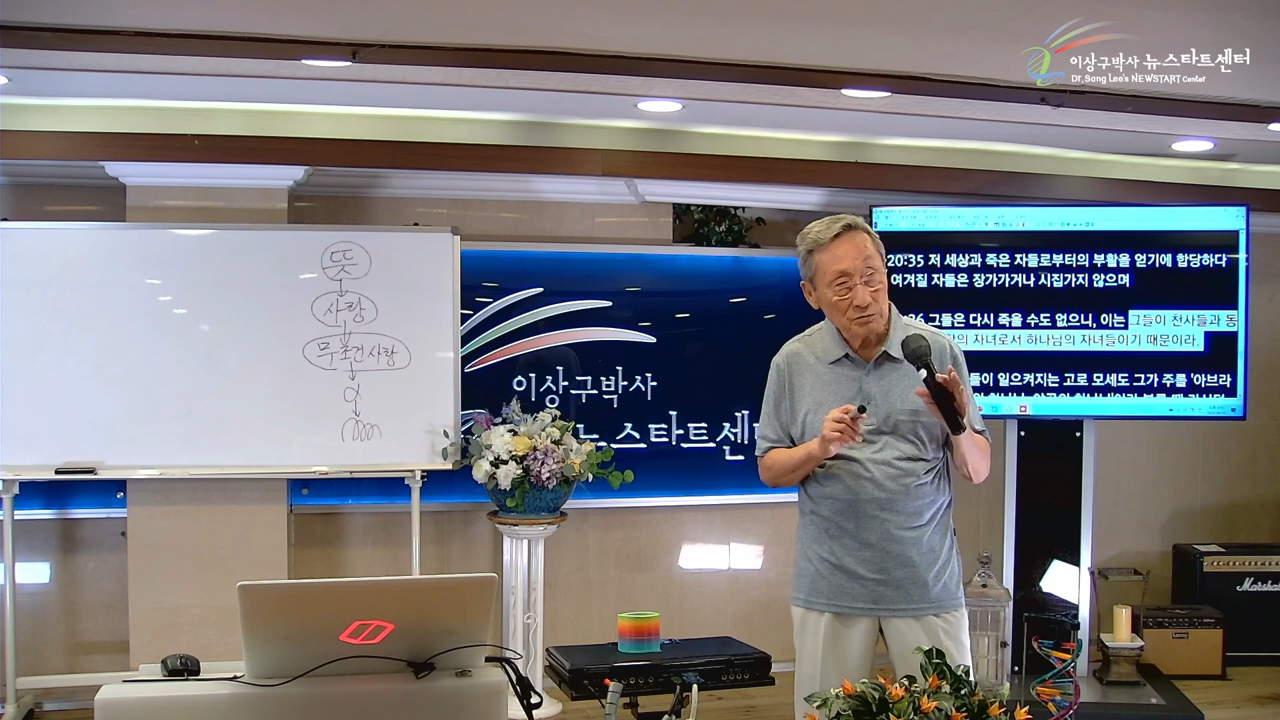 이상구박사 뉴스타트센터
Dr. Sang Lee's NEWSTART Center
뜻
사랑
무조건사랑
α
이상구박사
뉴스타트센
20:35 저 세상과 죽은 자들로부터의 부활을 얻기에 합당하다
여겨질 자들은 장가가거나 시집가지 않으며
그들은 다시 죽을 수도 없으니, 이는 그들이 천사들과 동
의 자녀로서 하나님의 자녀들이기 때문이라.
들이 일으켜지는 고로 모세도 그가 주를 '아브라
Marshall
Laney